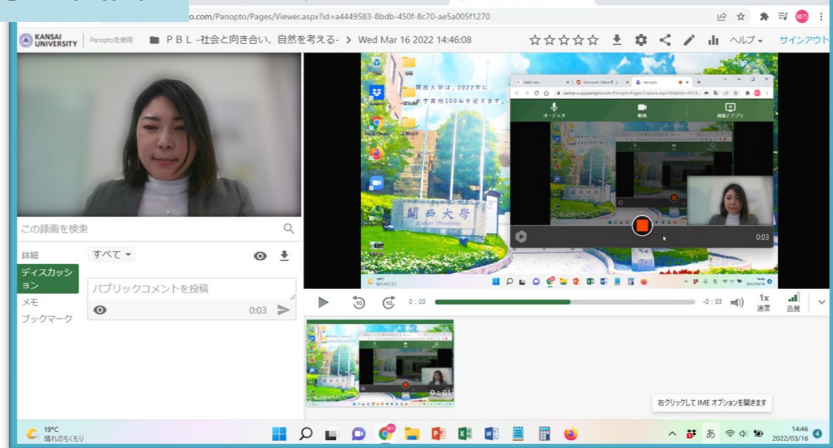 o.com/Panopto/Pages/Viewer.aspx?id=a4449583-8bdb-450f-8c70-ae5a005f1270
KANSAI UNIVERSITY
Panoptoを使用
PBL -社会と向き合い、自然を考える- > Wed Mar 16 2022 14:46:08
ヘルプ
サインアウト
関西大学は、2022年に
大学昇格100年を迎えます。
オーディオ
動画
画面とアプリ
關西大學
0:03
この録画を検索
詳細
すべて
ディスカッション
パブリックコメントを投稿
0:03
メモ
ブックマーク
10
10
0:03
-0:03
1x
速度
品質
右クリックして IME オプションを開きます
19°C
晴れのちくもり
あ
14:46
2022/03/16